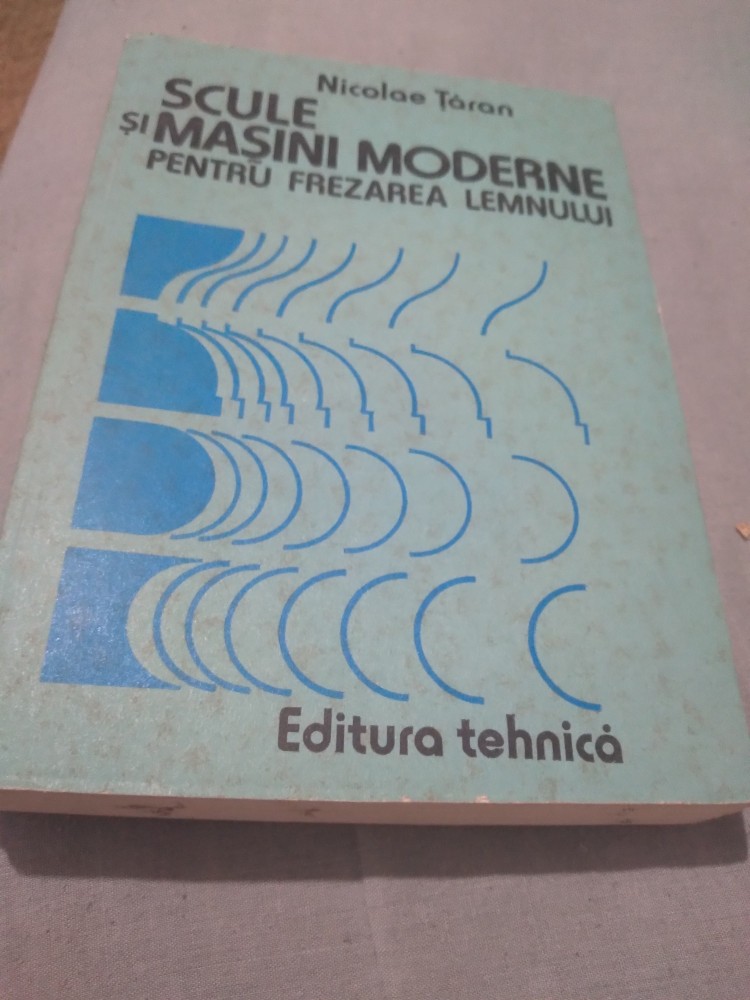 Nicolae Țăran
SCULE
ȘI MAȘINI MODERNE
PENTRU FREZAREA LEMNULUI
Editura tehnică